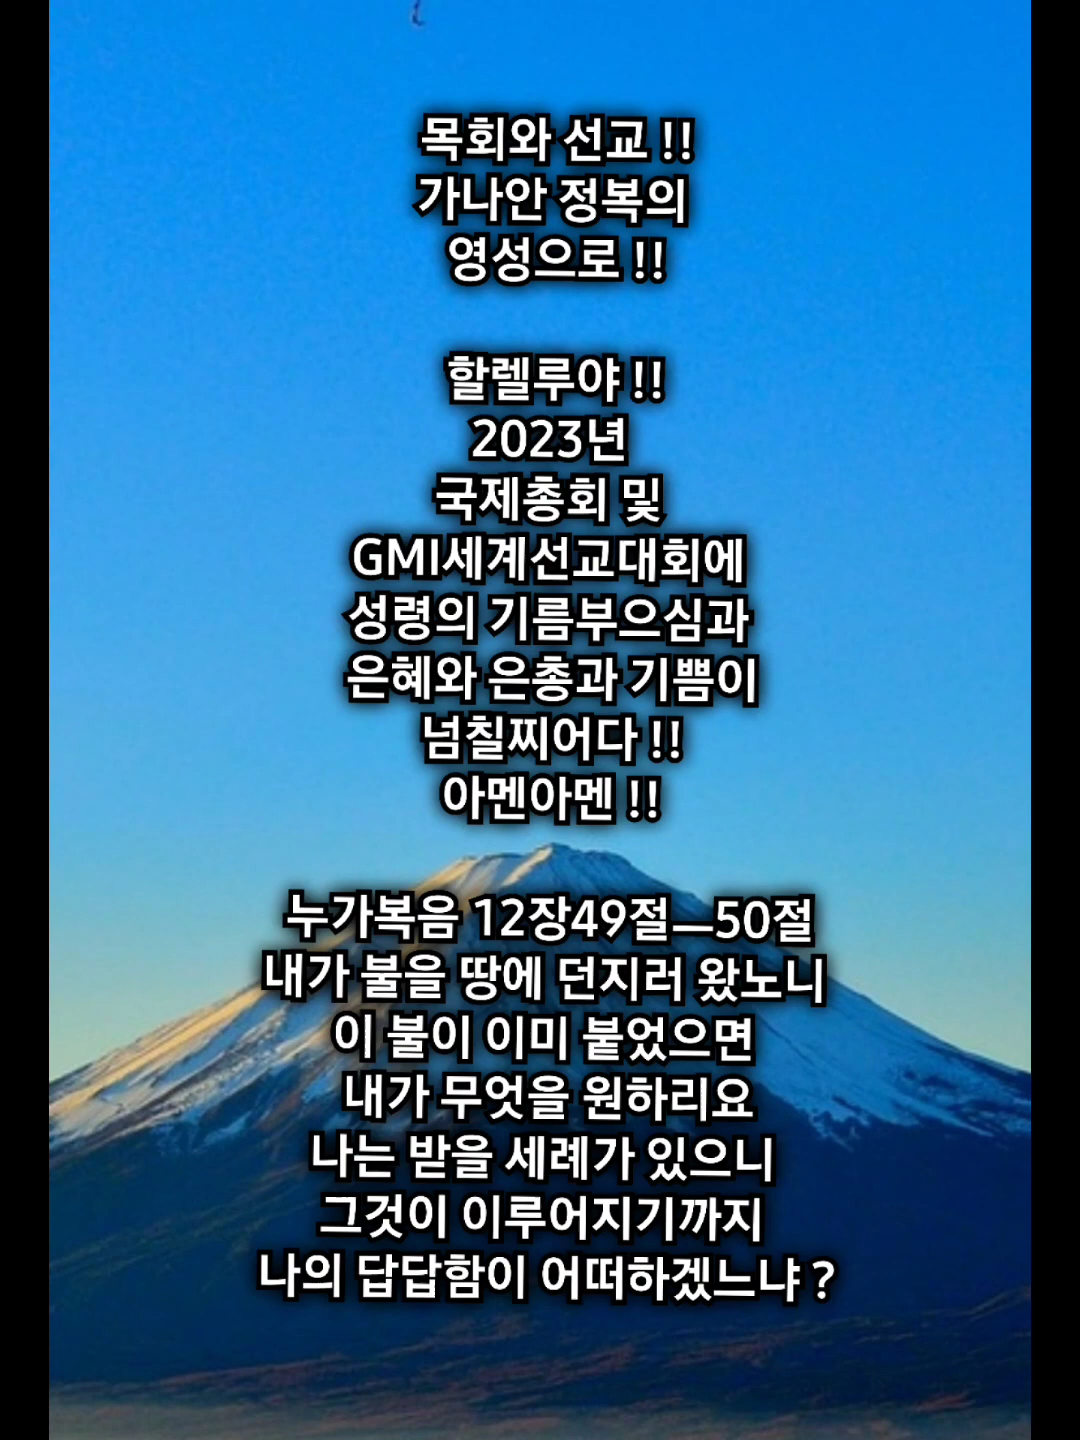 목회와 선교 !!
가나안 정복의
영성으로 !!
할렐루야 !!
2023년
국제총회 및
GMI세계선교대회에
성령의 기름부으심과
은혜와 은총과 기쁨이
넘칠찌어다 !!
아멘아멘 !!
누가복음 12장49절—50절
내가 불을 땅에 던지러 왔노니
이 불이 이미 붙었으면
내가 무엇을 원하리요
나는 받을 세례가 있으니
그것이 이루어지기까지
나의 답답함이 어떠하겠느냐 ?